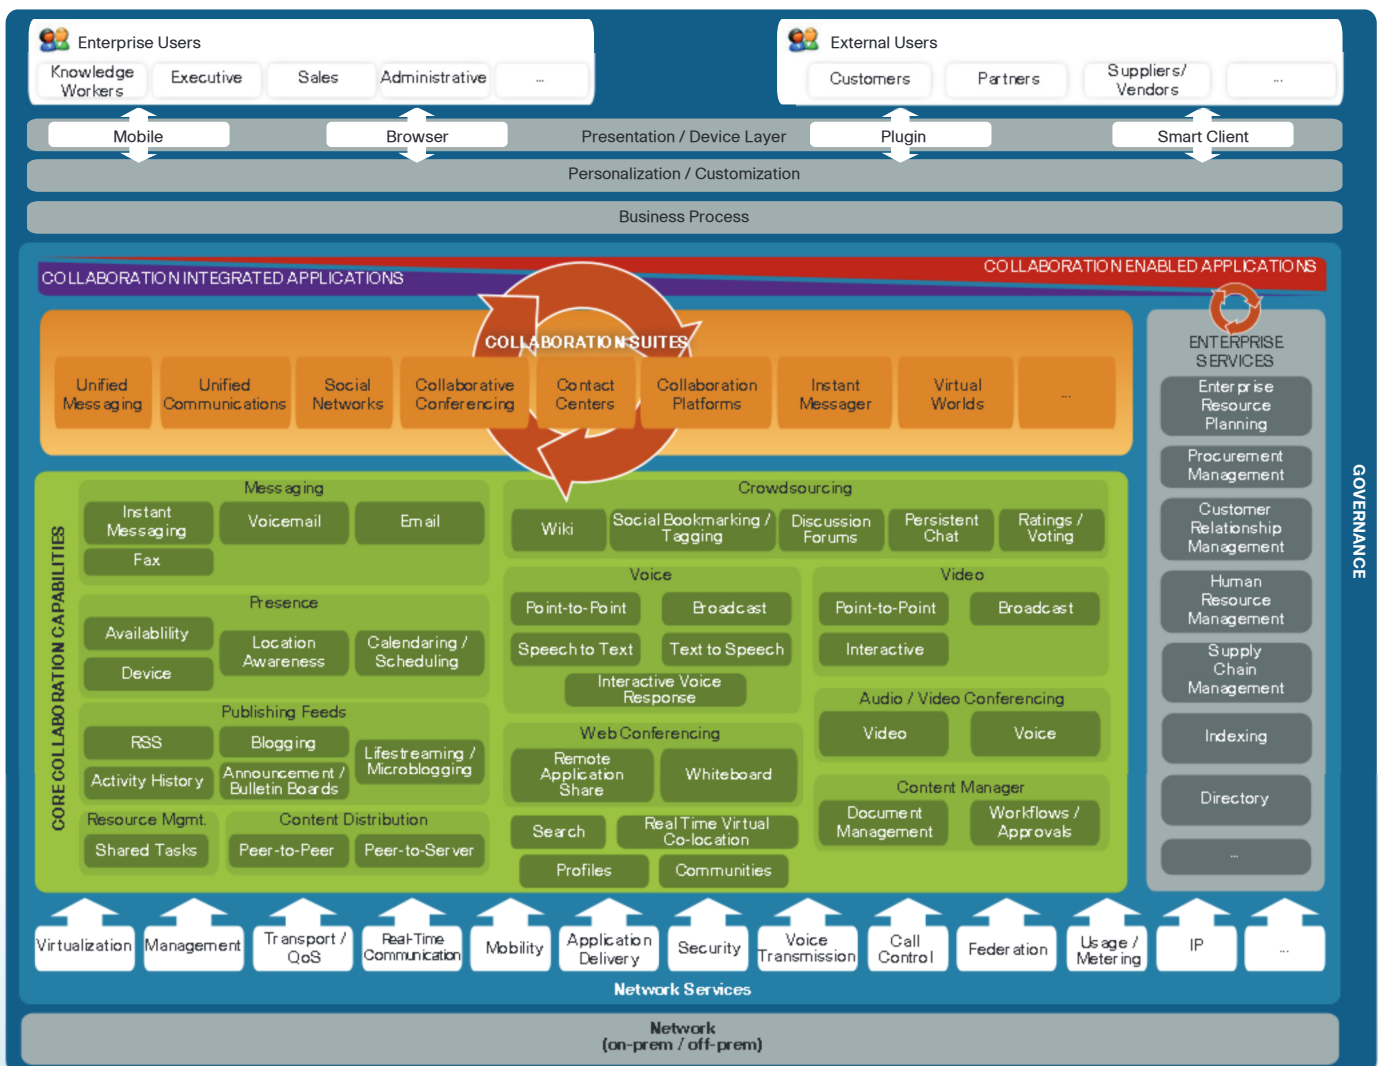 Enterprise Users
Knowledge
Workers
Executive
Sales
Administrative
...
External Users
Customers
Partners
Suppliers/
Vendors
...
Mobile
Browser
Presentation / Device Layer
Plugin
Smart Client
Personalization / Customization
Business Process
COLLABORATION INTEGRATED APPLICATIONS
COLLABORATION ENABLED APPLICATIONS
COLLABORATION SUITES
Unified
Messaging
Unified
Communications
Social
Networks
Collaborative
Conferencing
Contact
Centers
Collaboration
Platforms
Instant
Messager
Virtual
Worlds
...
ENTERPRISE
SERVICES
Enterprise
Resource
Planning
Procurement
Management
Customer
Relationship
Management
Human
Resource
Management
Supply
Chain
Management
Indexing
Directory
...
GOVERNANCE
CORE COLLABORATION CAPABILITIES
Messaging
Instant
Messaging
Voicemail
Email
Fax
Presence
Availablility
Device
Location
Awareness
Calendaring /
Scheduling
Publishing Feeds
RSS
Blogging
Lifestreaming /
Microblogging
Activity History
Announcement /
Bulletin Boards
Resource Mgmt.
Shared Tasks
Content Distribution
Peer-to-Peer
Peer-to-Server
Crowdsourcing
Wiki
Social Bookmarking /
Tagging
Discussion
Forums
Persistent
Chat
Ratings /
Voting
Voice
Point-to-Point
Broadcast
Speech to Text
Text to Speech
Interactive Voice
Response
Video
Point-to-Point
Broadcast
Interactive
Web Conferencing
Remote
Application
Share
Whiteboard
Audio / Video Conferencing
Video
Voice
Content Manager
Document
Management
Workflows /
Approvals
Search
Real Time Virtual
Co-location
Profiles
Communities
Virtualization
Management
Transport /
QoS
Real-Time
Communication
Mobility
Application
Delivery
Security
Voice
Transmission
Call
Control
Federation
Usage /
Metering
IP
...
Network Services
Network
(on-prem / off-prem)